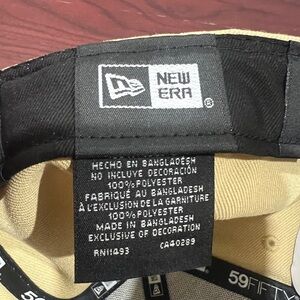 NEW
ERA
®
HECHO EN BANGLADESH
NO INCLUYE DECORACIÓN
100% POLYESTER
FABRIQUÉ AU BANGLADESH
À L'EXCLUSION DE LA GARNITURE
100% POLYESTER
MADE IN BANGLADESH
EXCLUSIVE OF DECORATION
RN11493 CA40289
59FIFTY
59FIFTY